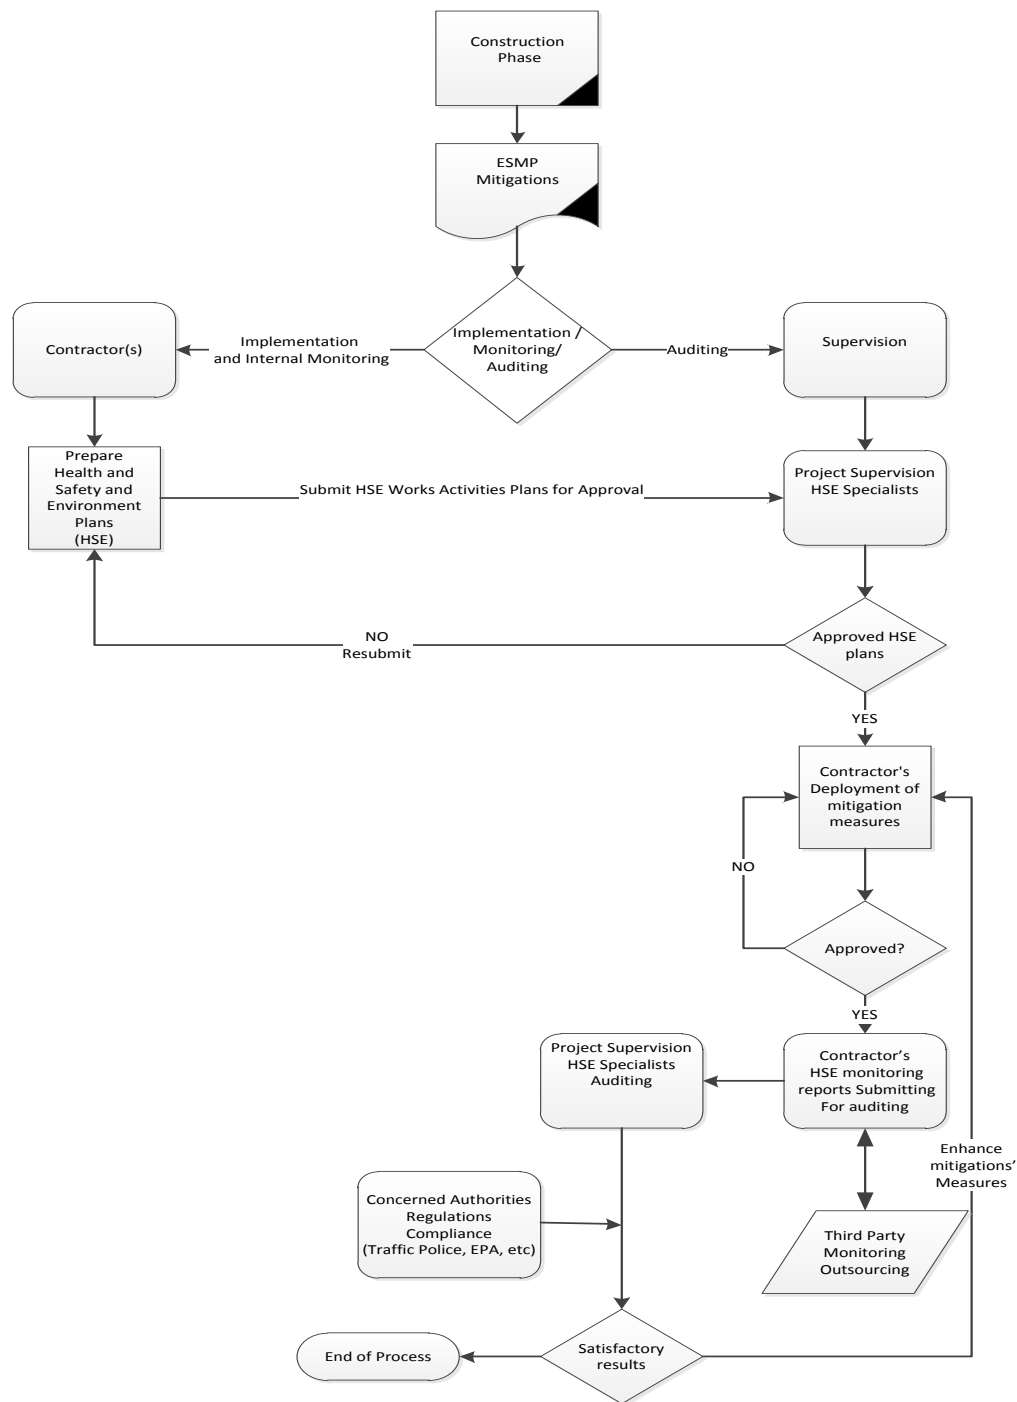 Construction
Phase
ESMP
Mitigations
Contractor(s)
Implementation
and Internal Monitoring
Implementation /
Monitoring/
Auditing
Auditing
Supervision
Prepare
Health and
Safety and
Environment
Plans
(HSE)
Submit HSE Works Activities Plans for Approval
Project Supervision
HSE Specialists
NO
Resubmit
Approved HSE
plans
YES
Contractor's
Deployment of
mitigation
measures
NO
Approved?
YES
Project Supervision
HSE Specialists
Auditing
Contractor’s
HSE monitoring
reports Submitting
For auditing
Enhance
mitigations’
Measures
Concerned Authorities
Regulations
Compliance
(Traffic Police, EPA, etc)
Third Party
Monitoring
Outsourcing
End of Process
Satisfactory
results